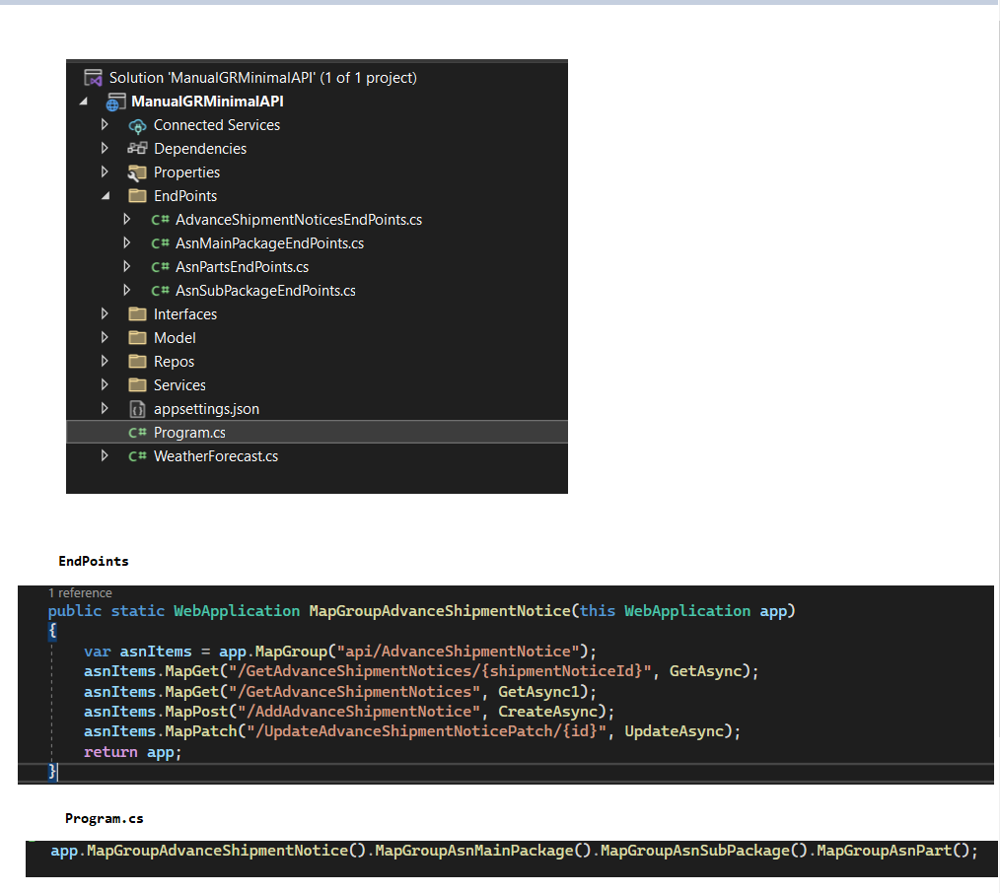 Solution 'ManualGRMinimalAPI' (1 of 1 project)
ManualGRMinimalAPI
Connected Services
Dependencies
Properties
EndPoints
C# AdvanceShipmentNoticesEndPoints.cs
C# AsnMainPackageEndPoints.cs
C# AsnPartsEndPoints.cs
C# AsnSubPackageEndPoints.cs
Interfaces
Model
Repos
Services
appsettings.json
C# Program.cs
C# WeatherForecast.cs
EndPoints
1 reference
public static WebApplication MapGroupAdvanceShipmentNotice(this WebApplication app)
{
var asnItems = app.MapGroup("api/AdvanceShipmentNotice");
asnItems.MapGet("/GetAdvanceShipmentNotices/{shipmentNoticeId}", GetAsync);
asnItems.MapGet("/GetAdvanceShipmentNotices", GetAsync1);
asnItems.MapPost("/AddAdvanceShipmentNotice", CreateAsync);
asnItems.MapPatch("/UpdateAdvanceShipmentNoticePatch/{id}", UpdateAsync);
return app;
}
Program.cs
app.MapGroupAdvanceShipmentNotice().MapGroupAsnMainPackage().MapGroupAsnSubPackage().MapGroupAsnPart();